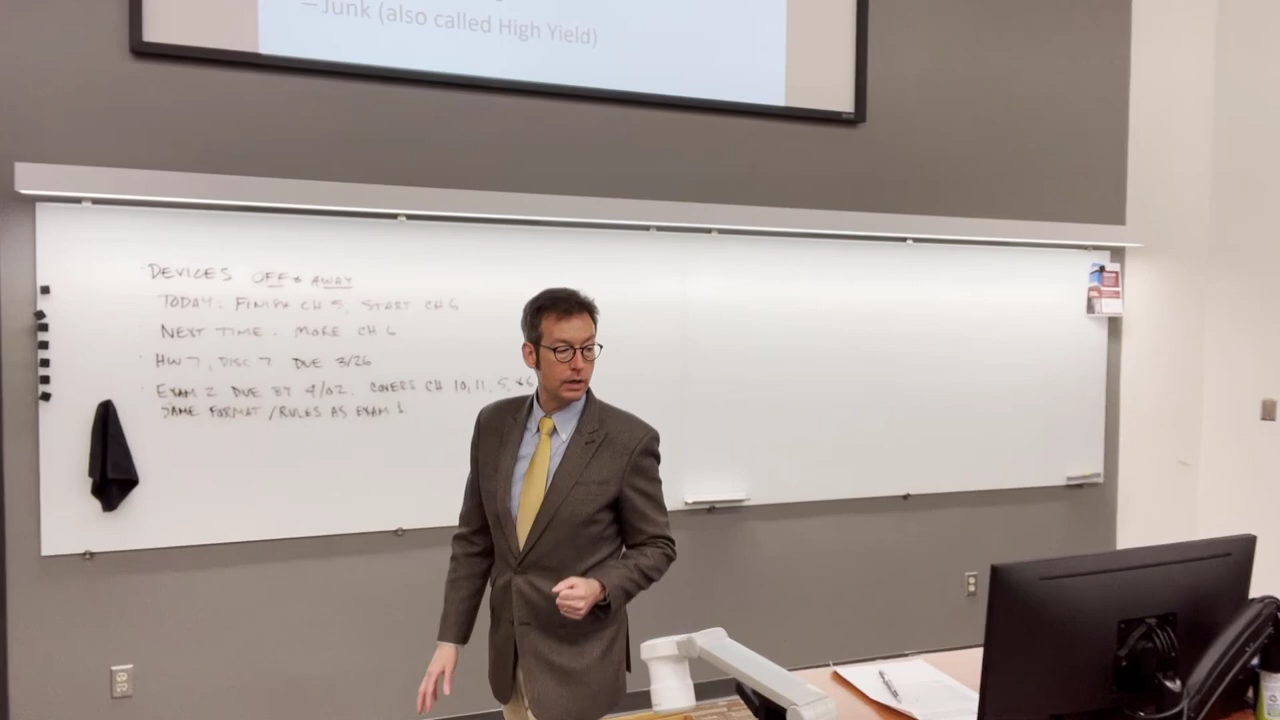 —Junk (also called High Yield)
DEVICES OFF & AWAY
TODAY: FINISH CH 5, START CH 6
NEXT TIME: MORE CH 6
HW 7, DISC 7 DUE 3/26
EXAM 2 DUE BY 4/02. COVERS CH 10, 11, 5, &6
SAME FORMAT/RULES AS EXAM 1.